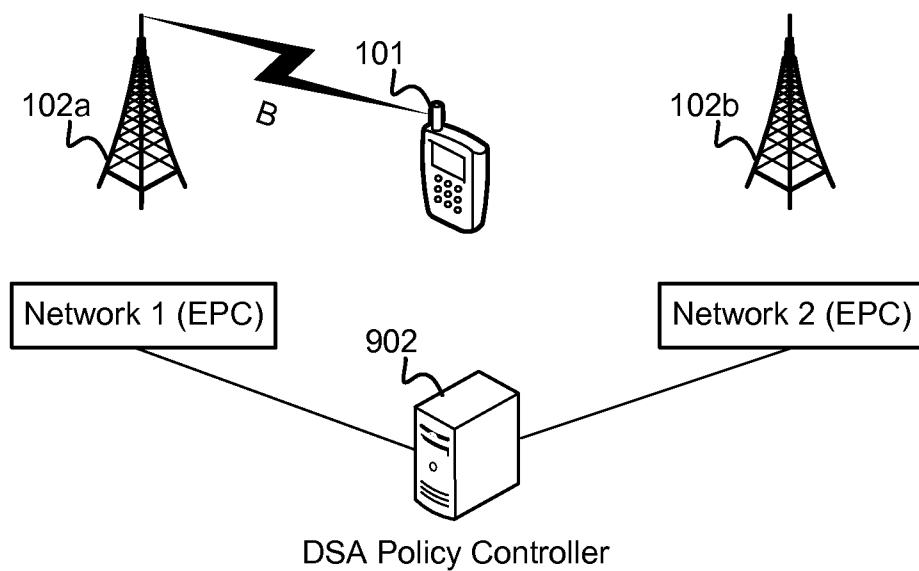 101
102a
B
102b
Network 1 (EPC)
Network 2 (EPC)
902
DSA Policy Controller